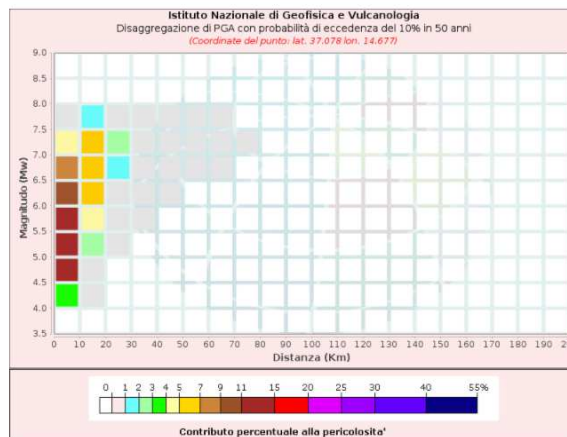 Istituto Nazionale di Geofisica e Vulcanologia
Disaggregazione di PGA con probabilità di eccedenza del 10% in 50 anni
(Coordinate del punto: lat. 37.078 lon. 14.677)
9.0
8.5
8.0
7.5
7.0
6.5
6.0
5.5
5.0
4.5
4.0
3.5
Magnitudo (Mw)
0 10 20 30 40 50 60 70 80 90 100 110 120 130 140 150 160 170 180 190
Distanza (Km)
0 1 2 3 4 5 7 9 11 15 20 25 30 40 55%
Contributo percentuale alla pericolosita'